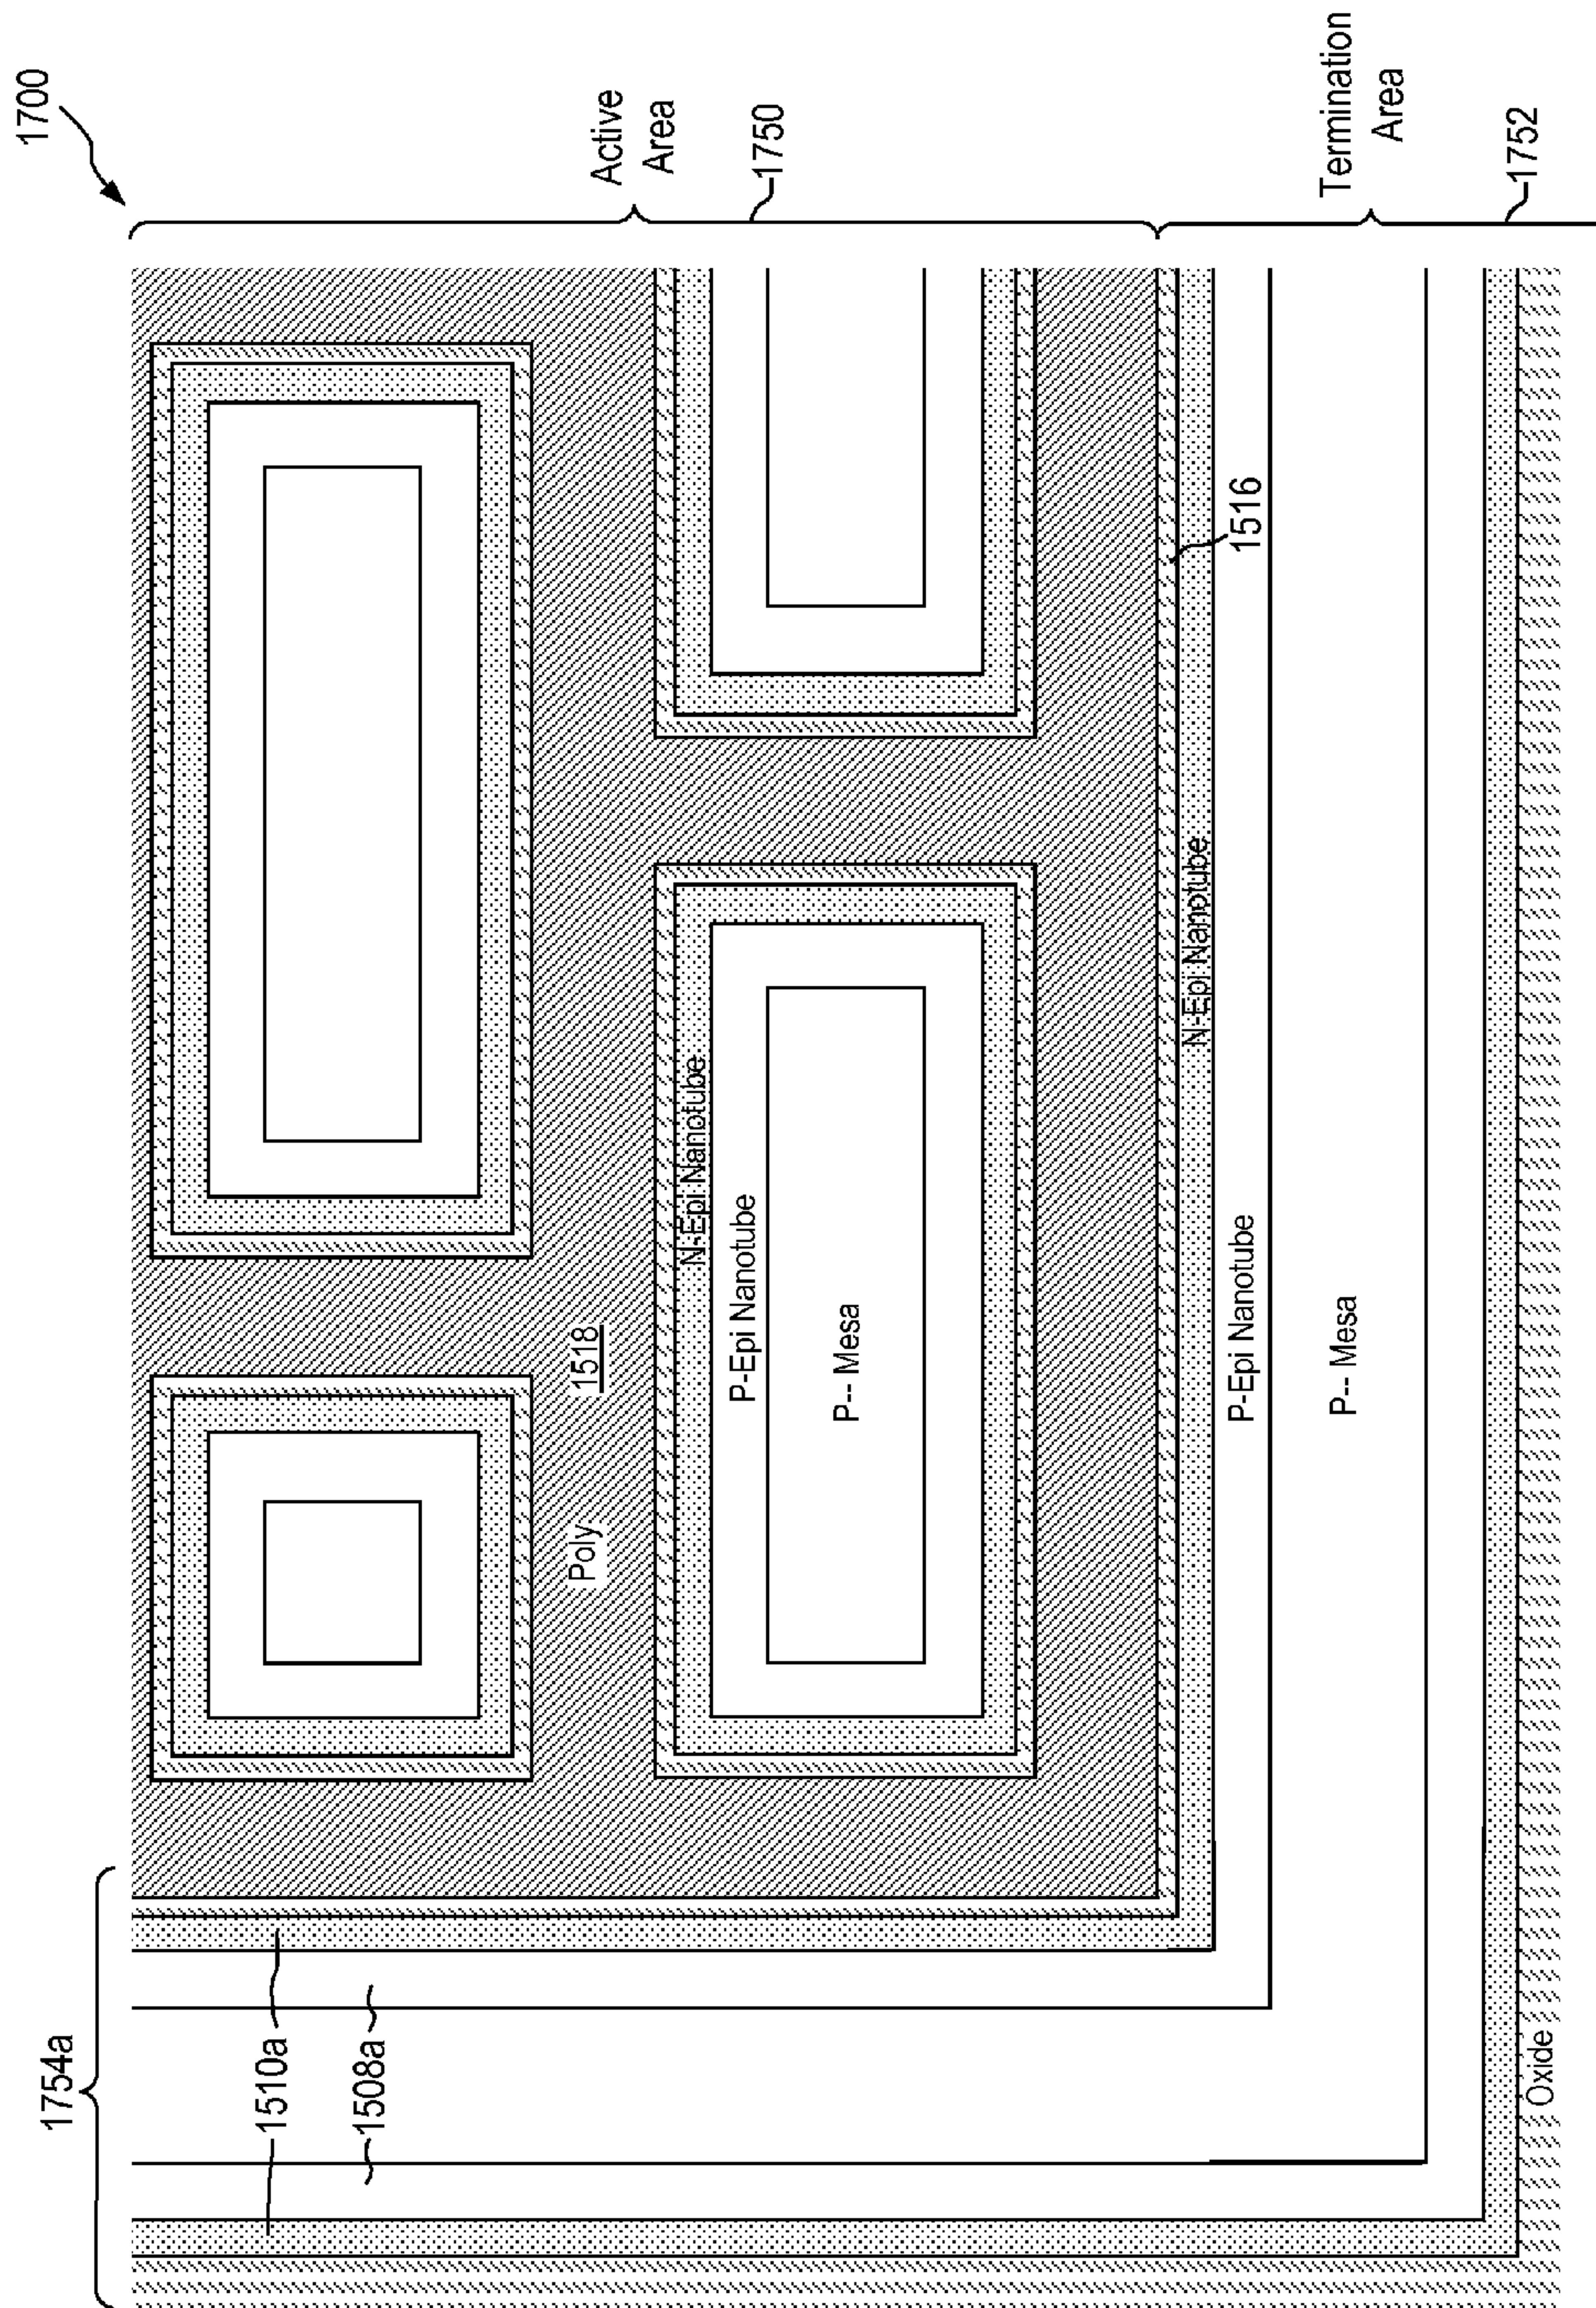 1700
Active
Area
1750
Termination
Area
1752
1516
N-Epi Nanotube
N-Epi Nanotube
P-Epi Nanotube
P-- Mesa
1518
Poly
P-Epi Nanotube
P-- Mesa
1754a
1510a
1508a
Oxide